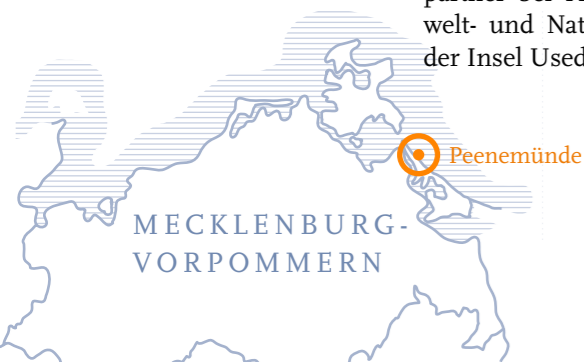 welt- und Nat
der Insel Used
Peenemünde
MECKLENBURG-
VORPOMMERN